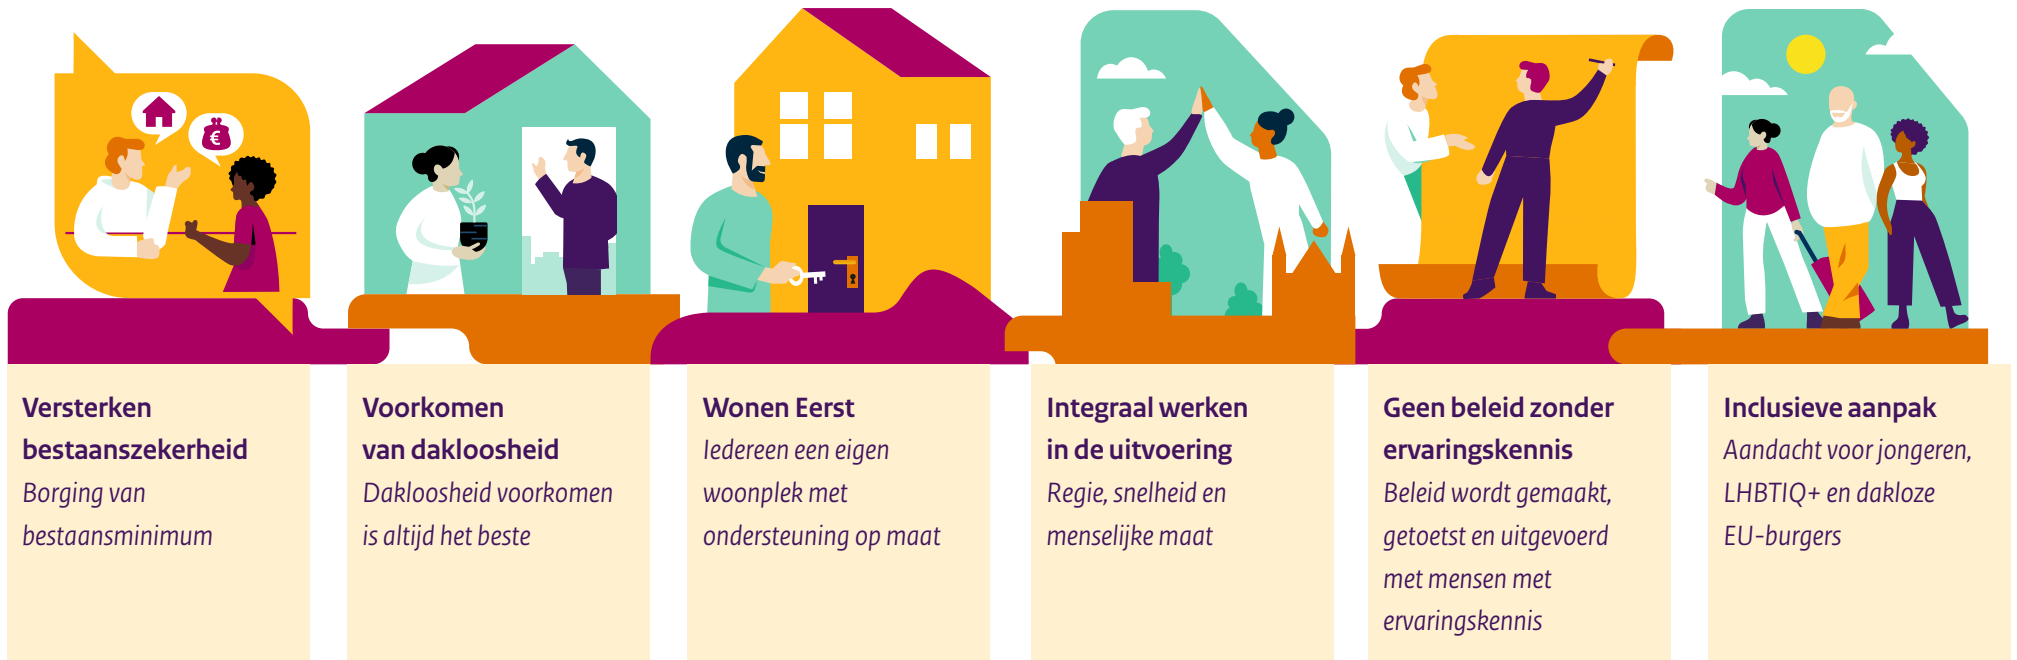 €
Versterken
bestaanszekerheid
Borging van
bestaansminimum
Voorkomen
van dakloosheid
Dakloosheid voorkomen
is altijd het beste
Wonen Eerst
Iedereen een eigen
woonplek met
ondersteuning op maat
Integraal werken
in de uitvoering
Regie, snelheid en
menselijke maat
Geen beleid zonder
ervaringskennis
Beleid wordt gemaakt,
getoetst en uitgevoerd
met mensen met
ervaringskennis
Inclusieve aanpak
Aandacht voor jongeren,
LHBTIQ+ en dakloze
EU-burgers